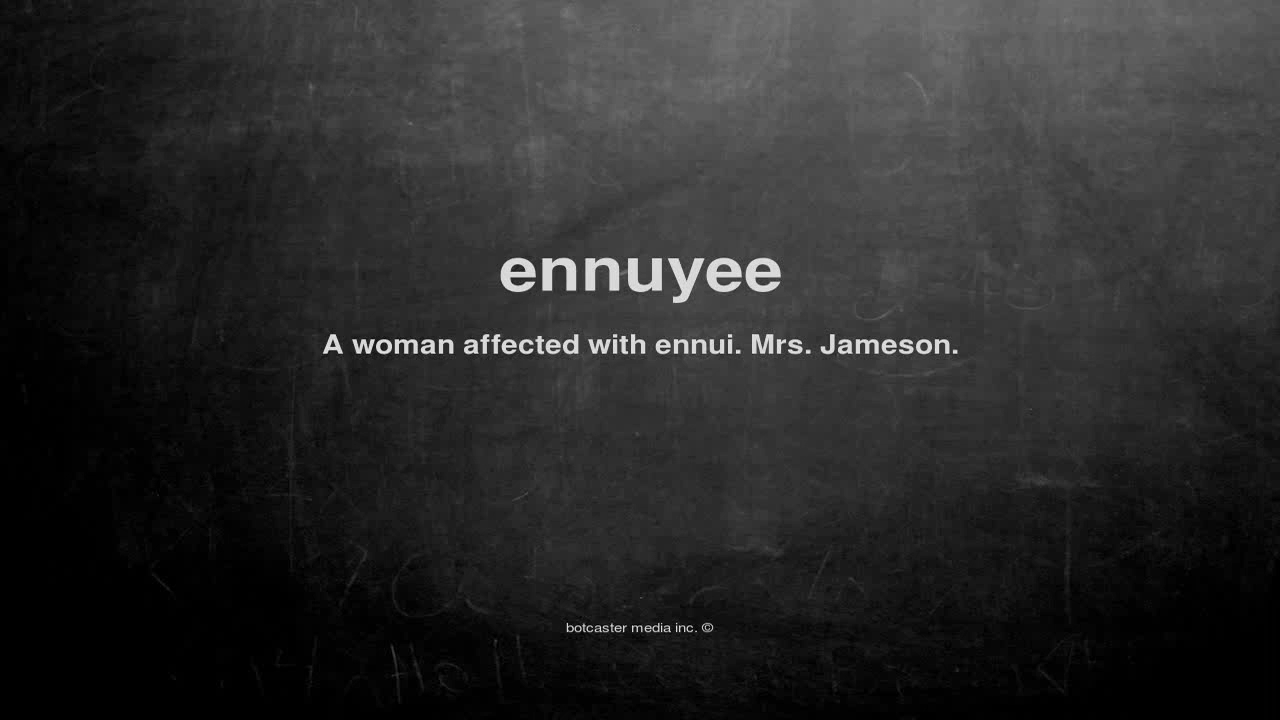 ennuyee
A woman affected with ennui. Mrs. Jameson.
botcaster media inc. ©